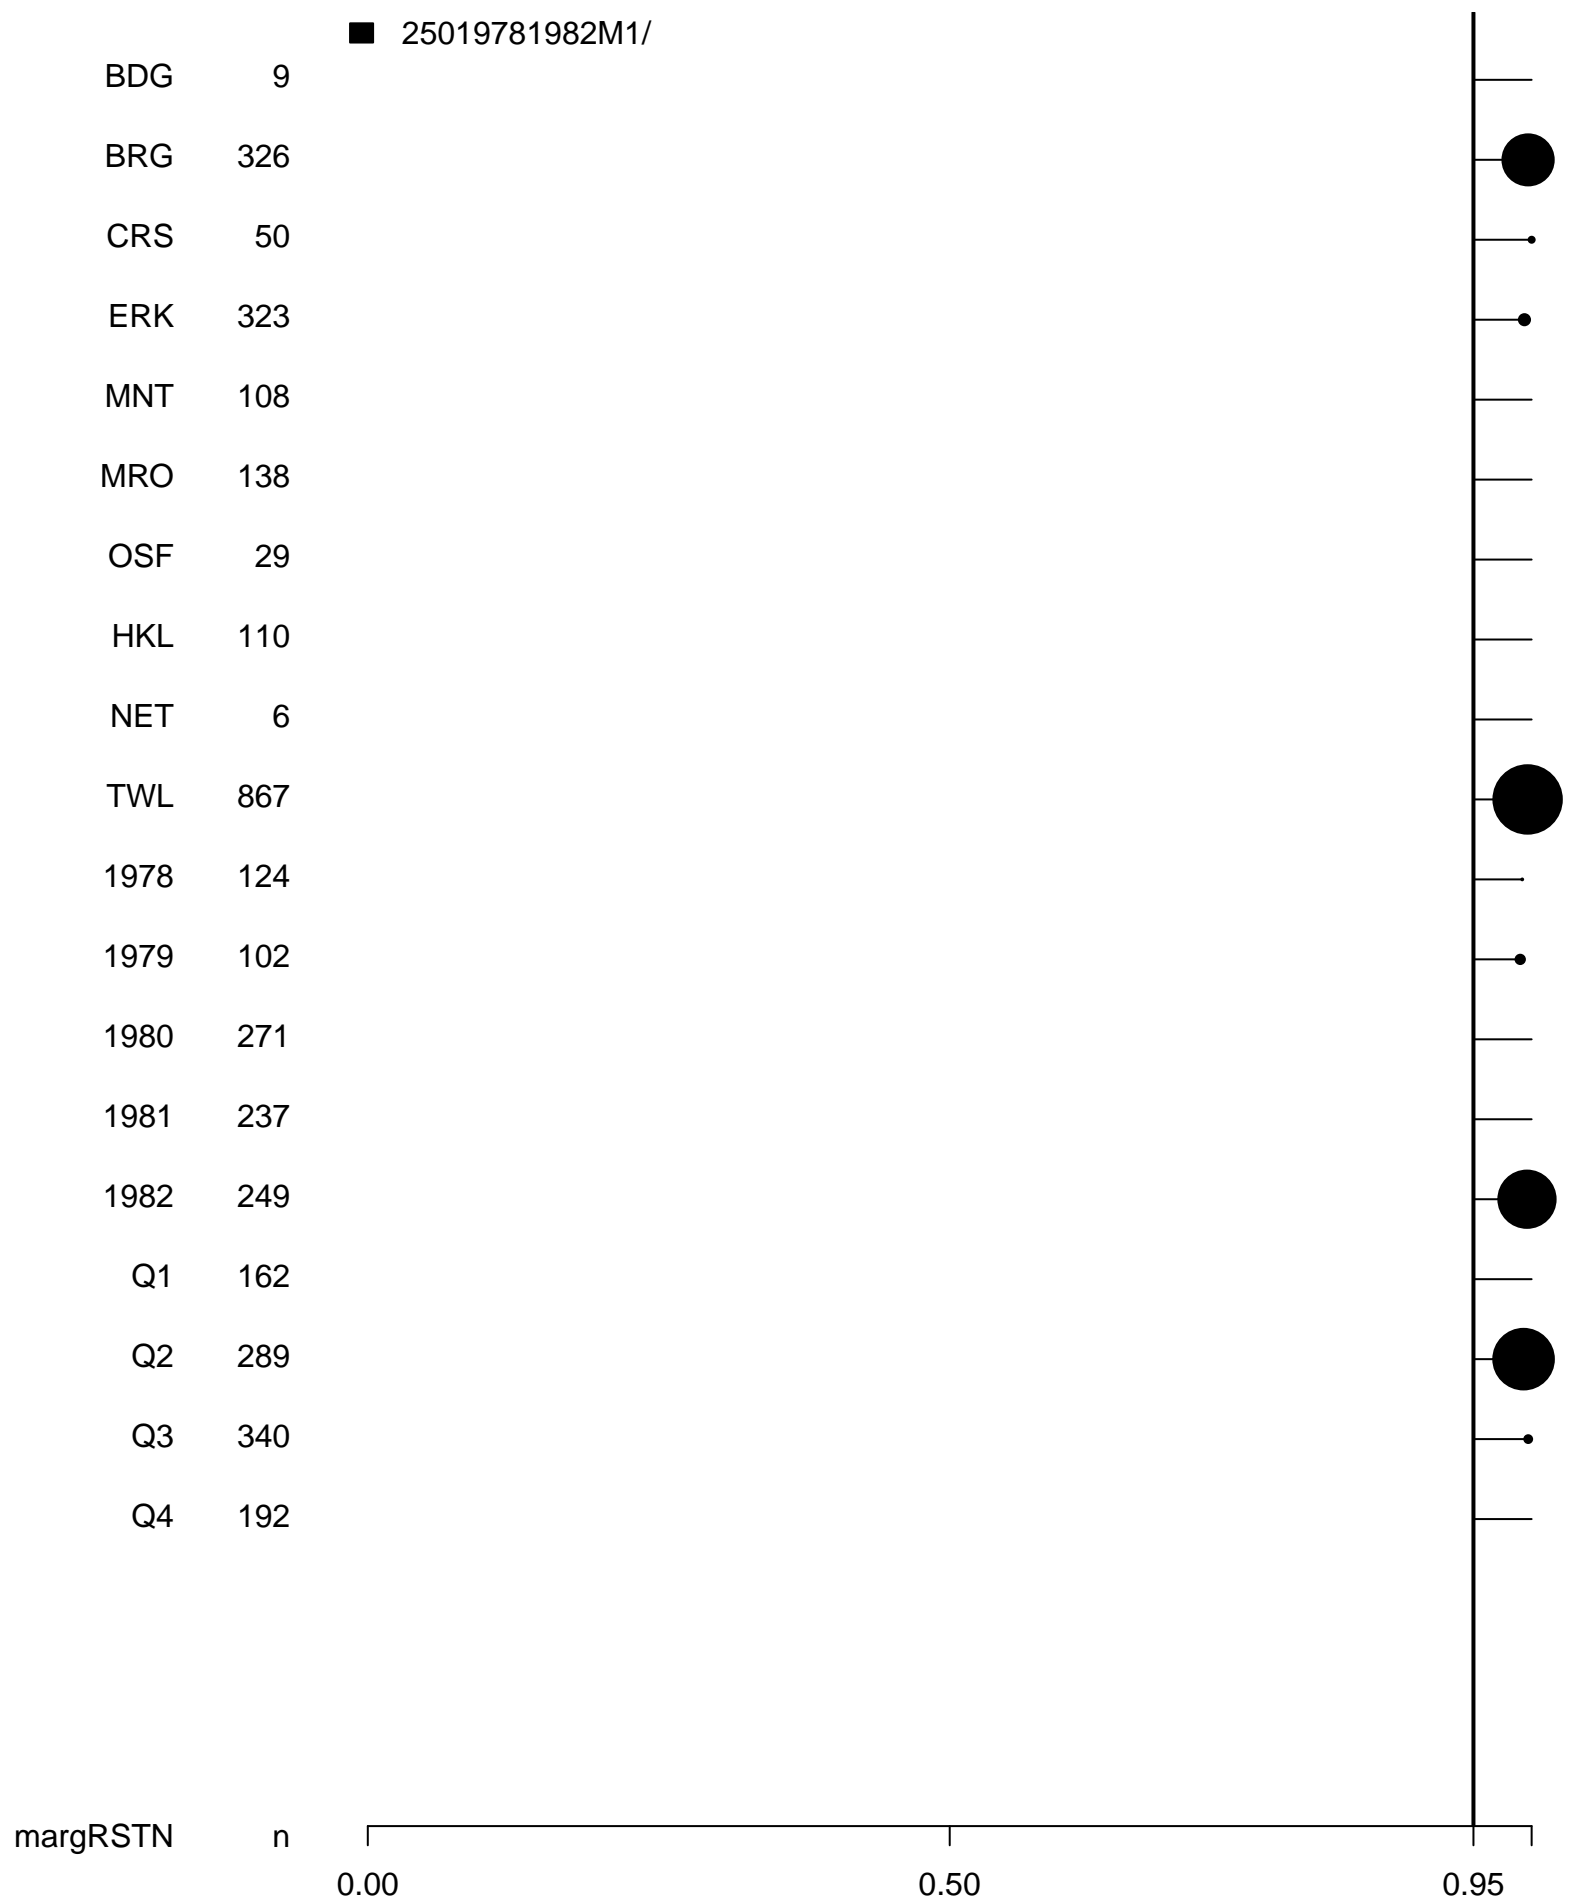 25019781982M1/
BDG 9
BRG 326
CRS 50
ERK 323
MNT 108
MRO 138
OSF 29
HKL 110
NET 6
TWL 867
1978 124
1979 102
1980 271
1981 237
1982 249
Q1 162
Q2 289
Q3 340
Q4 192
margRSTN n
0.00 0.50 0.95